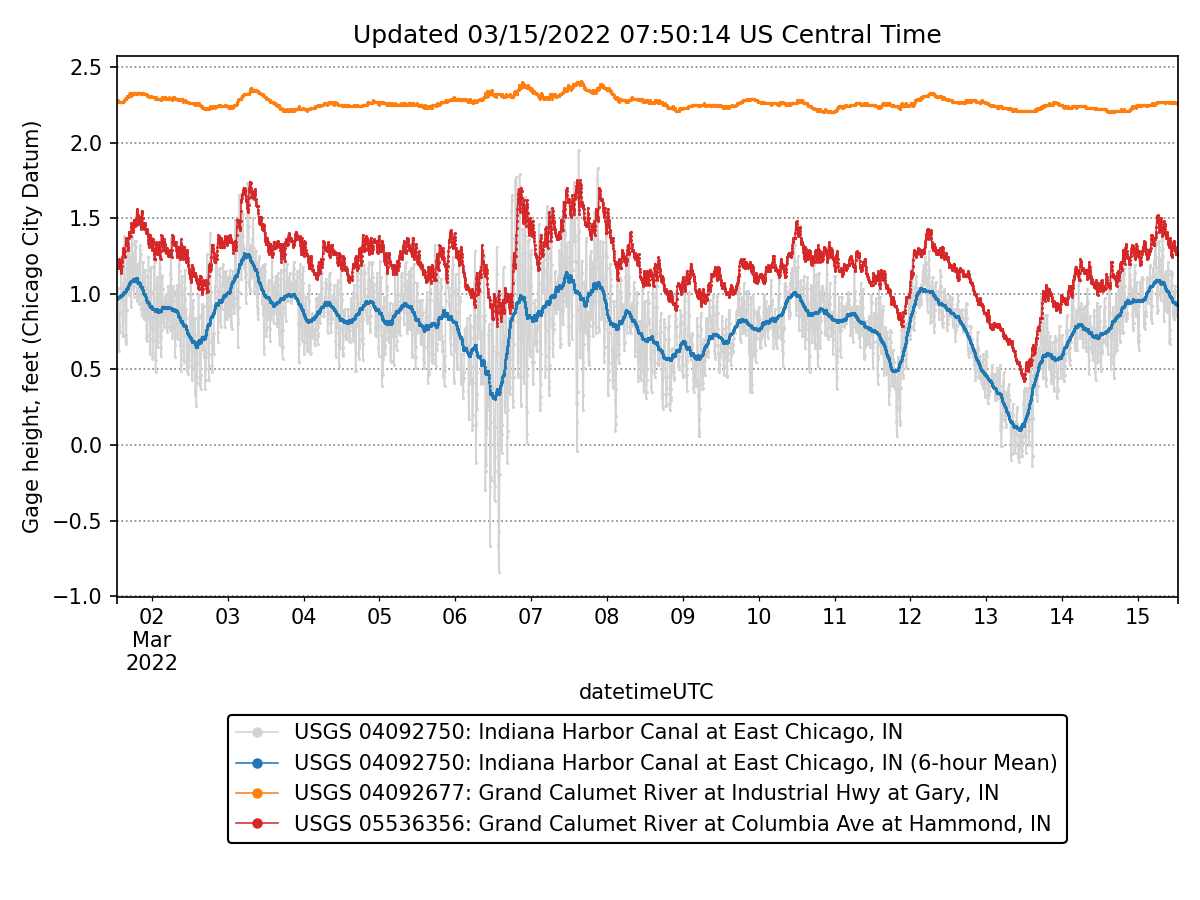 Updated 03/15/2022 07:50:14 US Central Time
Gage height, feet (Chicago City Datum)
2.5
2.0
1.5
1.0
0.5
0.0
−0.5
−1.0
02 03 04 05 06 07 08 09 10 11 12 13 14 15
Mar
2022
datetimeUTC
USGS 04092750: Indiana Harbor Canal at East Chicago, IN
USGS 04092750: Indiana Harbor Canal at East Chicago, IN (6-hour Mean)
USGS 04092677: Grand Calumet River at Industrial Hwy at Gary, IN
USGS 05536356: Grand Calumet River at Columbia Ave at Hammond, IN